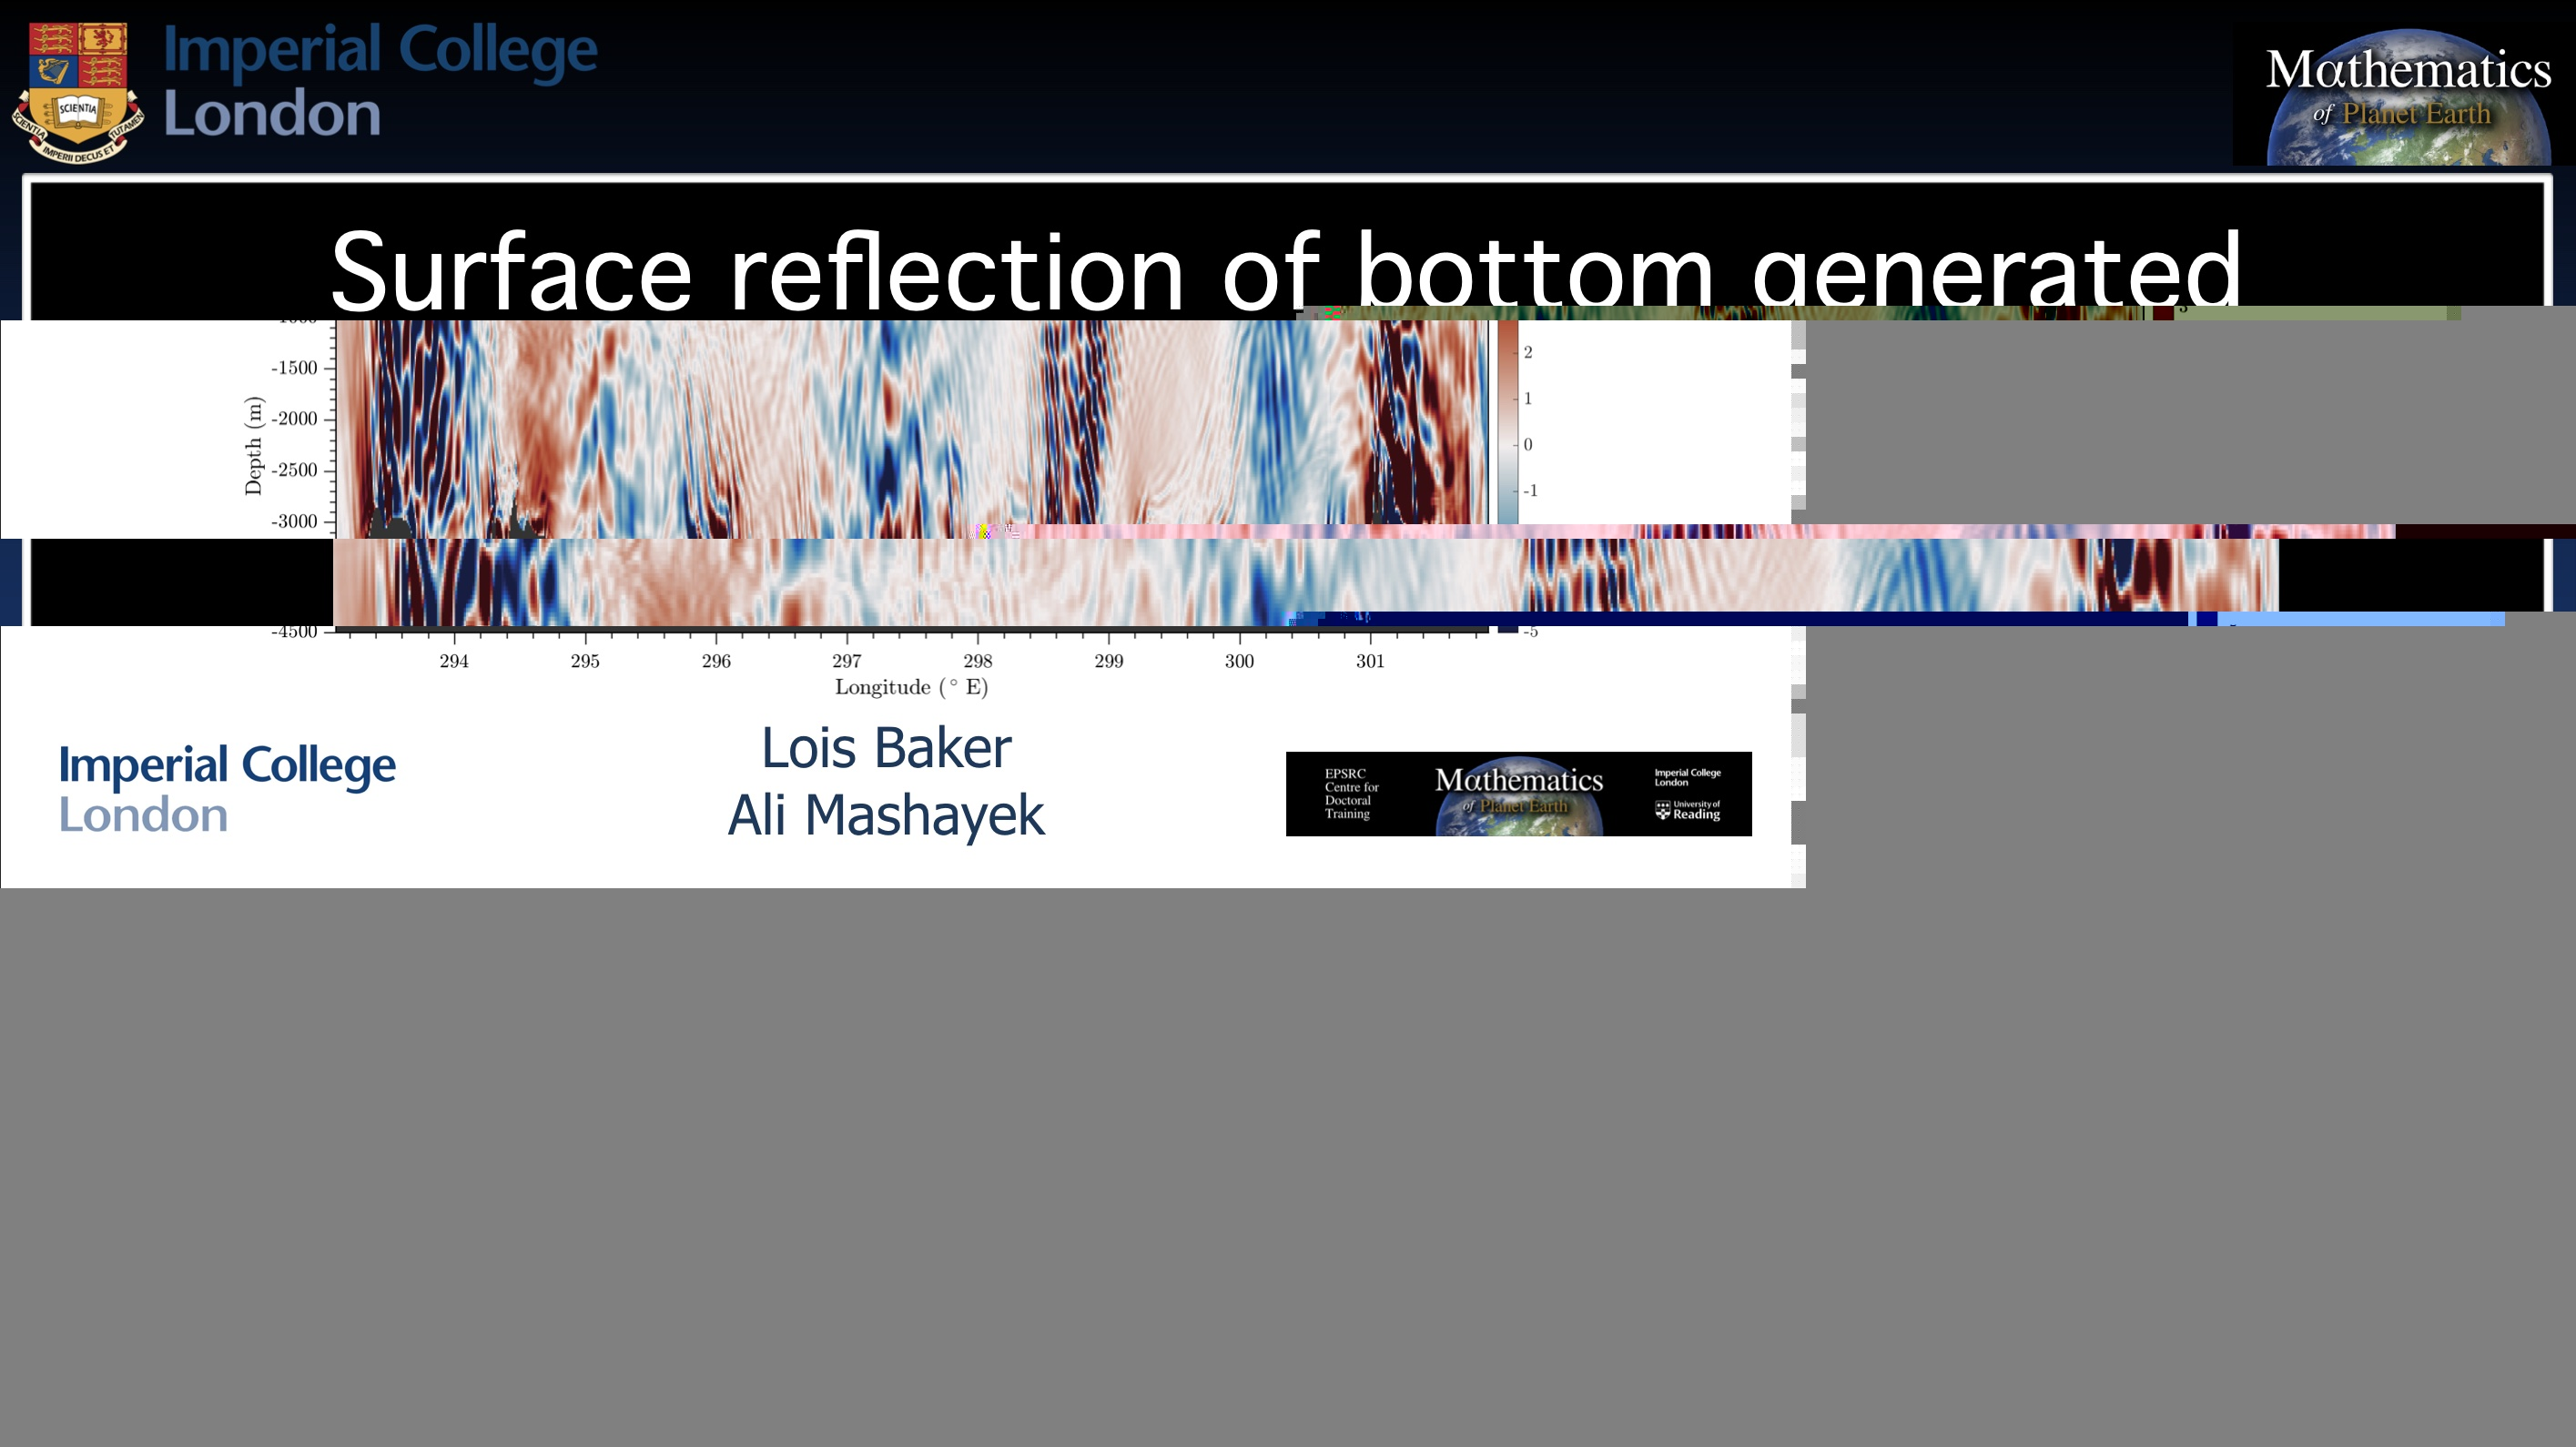 Imperial College
London
SCIENTIA
SCIENTIA
IMPERII DECUS ET
TUTAMEN
Mαthematics
of Planet Earth
Surface reflection of bottom generated
-1500
-2000
-2500
-3000
-4500
Depth (m)
2
1
0
-1
-5
294 295 296 297 298 299 300 301
Longitude (° E)
Imperial College
London
Lois Baker
Ali Mashayek
EPSRC
Centre for
Doctoral
Training
Mαthematics
of Planet Earth
Imperial College
London
University of
Reading